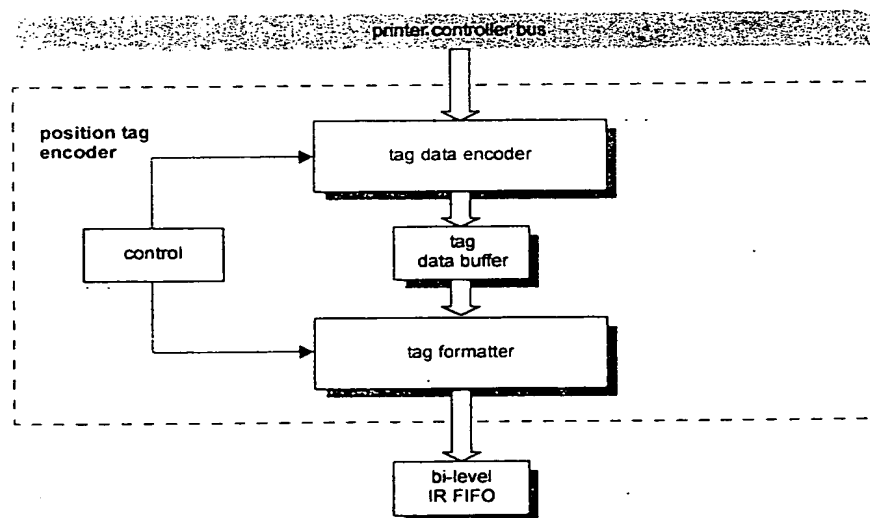 printer controller bus
position tag
encoder
tag data encoder
control
tag
data buffer
tag formatter
bi-level
IR FIFO